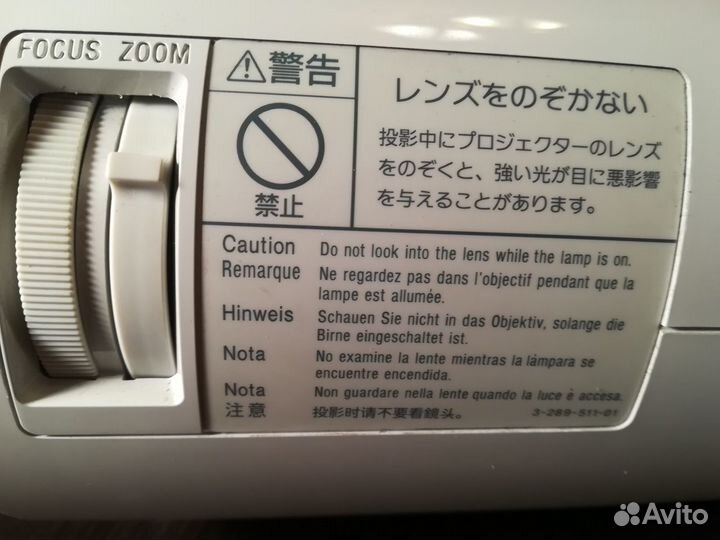 FOCUS ZOOM
警告
禁止
レンズをのぞかない
投影中にプロジェクターのレンズ
をのぞくと、強い光が目に悪影響
を与えることがあります。
Caution Do not look into the lens while the lamp is on.
Remarque Ne regardez pas dans l'objectif pendant que la
lampe est allumée.
Hinweis Schauen Sie nicht in das Objektiv, solange die
Birne eingeschaltet ist.
Nota No examine la lente mientras la lámpara se
encuentre encendida.
Nota Non guardare nella lente quando la luce è accesa.
注意 投影时请不要看鏡头。
3-289-511-01
Avito